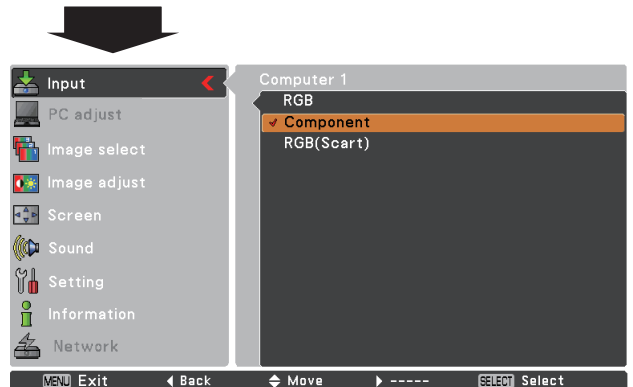 Input
PC adjust
Image select
Image adjust
Screen
Sound
Setting
Information
Network
Computer 1
RGB
Component
RGB(Scart)
MENU Exit
Back
Move
-----
SELECT Select